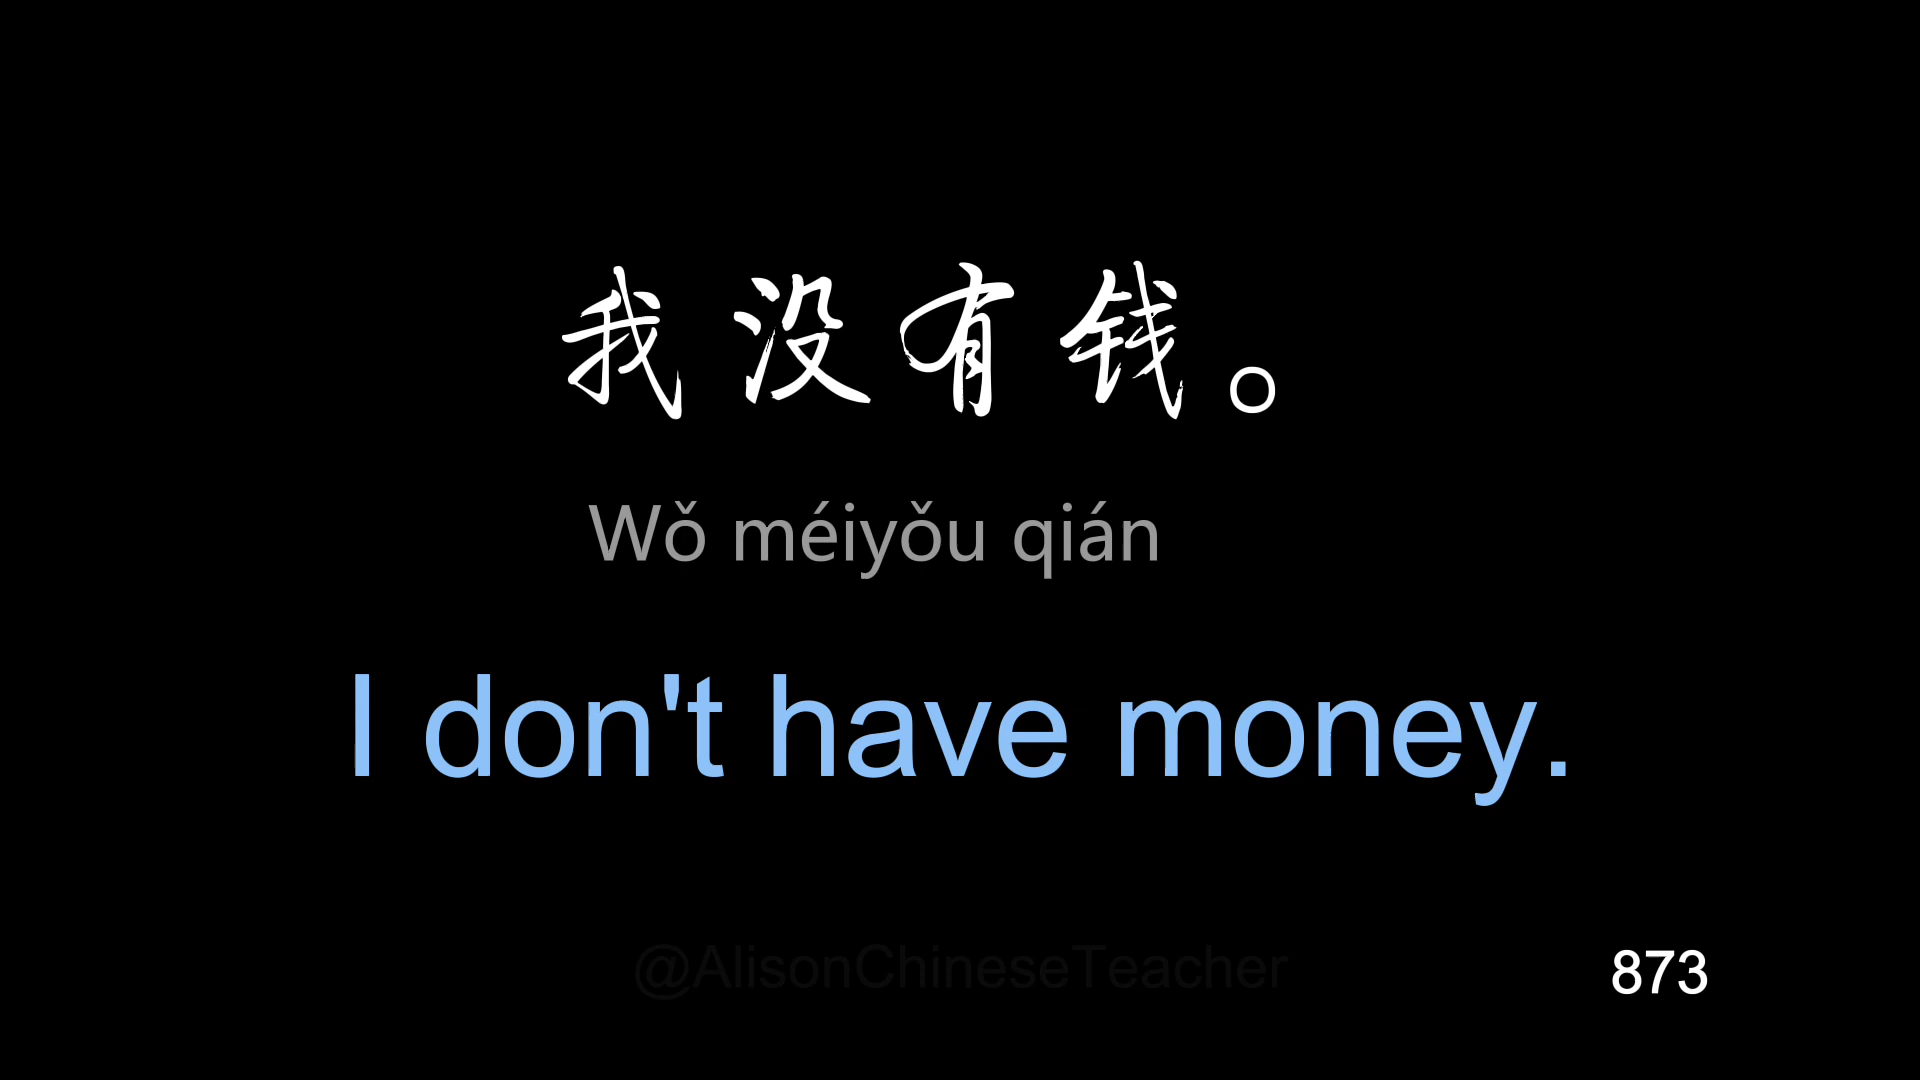 我没有钱。
Wǒ méiyǒu qián
I don't have money.
@AlisonChineseTeacher
873